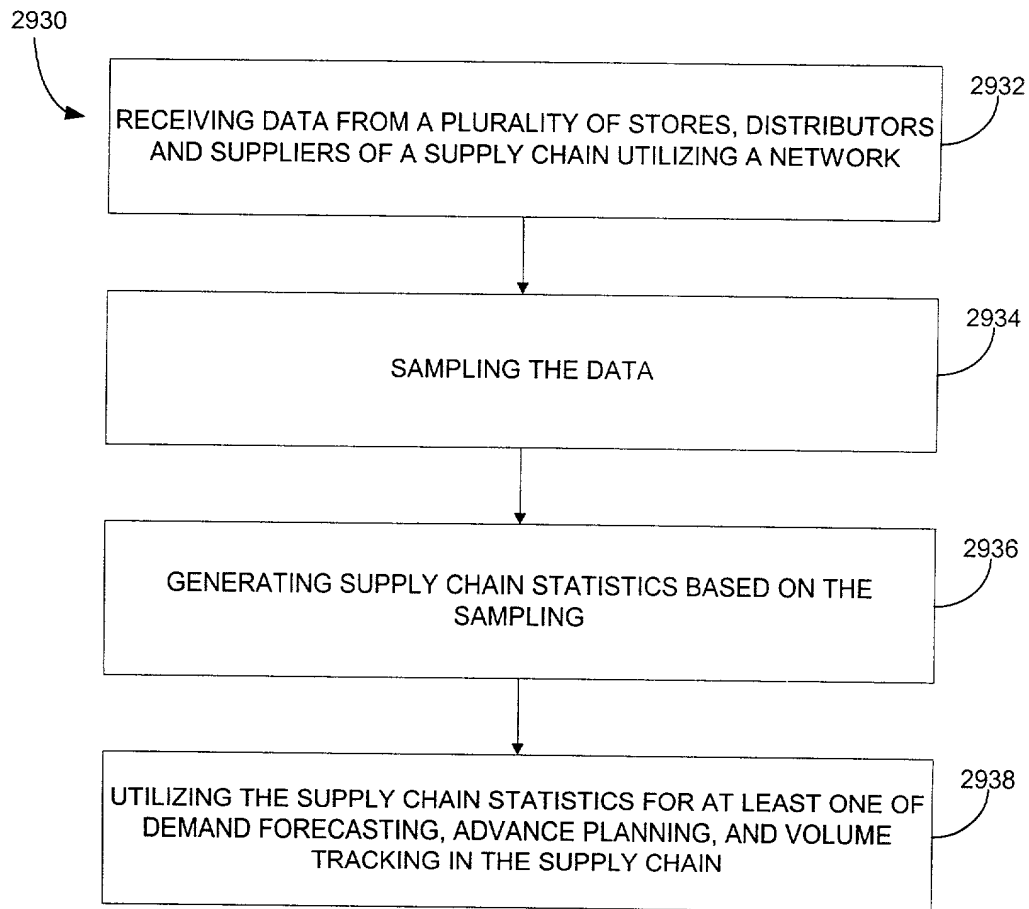 2930
2932
RECEIVING DATA FROM A PLURALITY OF STORES, DISTRIBUTORS
AND SUPPLIERS OF A SUPPLY CHAIN UTILIZING A NETWORK
2934
SAMPLING THE DATA
2936
GENERATING SUPPLY CHAIN STATISTICS BASED ON THE
SAMPLING
2938
UTILIZING THE SUPPLY CHAIN STATISTICS FOR AT LEAST ONE OF
DEMAND FORECASTING, ADVANCE PLANNING, AND VOLUME
TRACKING IN THE SUPPLY CHAIN